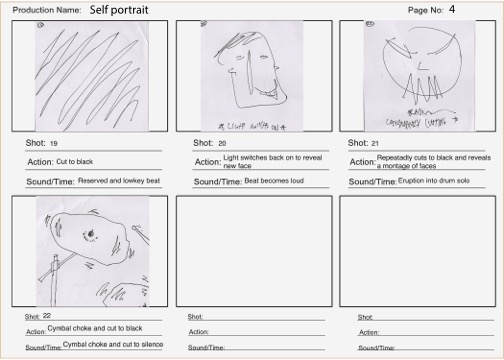 Production Name: Self portrait
Page No: 4
* LIGHT SWITCH ON *
Shot: 19
Action: Cut to black
Sound/Time: Reserved and lowkey beat
Shot: 20
Action: Light switches back on to reveal
new face
Sound/Time: Beat becomes loud
Shot: 21
Action: Repeatedly cuts to black and reveals
a montage of faces
Sound/Time: Eruption into drum solo
Shot: 22
Action: Cymbal choke and cut to black
Sound/Time: Cymbal choke and cut to silence
Shot:
Action:
Sound/Time:
Shot:
Action:
Sound/Time: